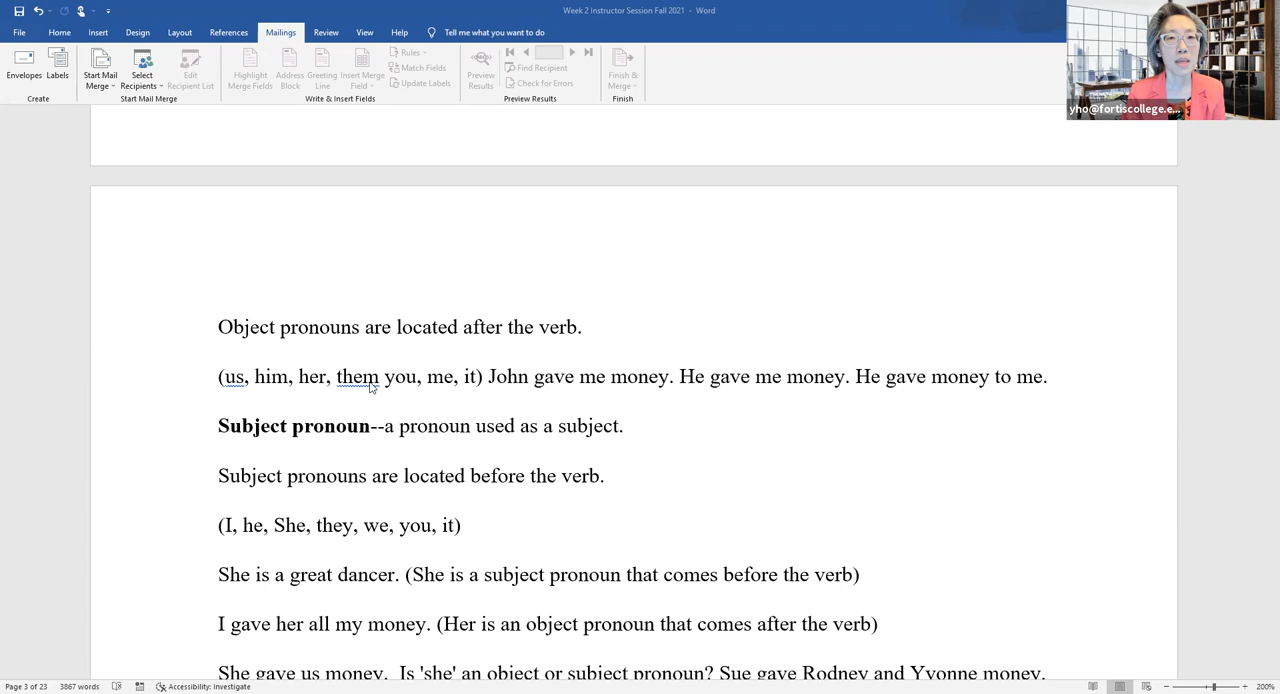 Week 2 Instructor Session Fall 2021 - Word
File Home Insert Design Layout References Mailings Review View Help Tell me what you want to do
Envelopes Labels
Create
Start Mail Merge Select Recipients Edit Recipient List
Start Mail Merge
Highlight Merge Fields Address Block Greeting Line Insert Merge Field
Rules
Match Fields
Update Labels
Write & Insert Fields
Preview Results
Find Recipient
Check for Errors
Preview Results
Finish & Merge
Finish
yho@fortiscollege.e...
Object pronouns are located after the verb.
(us, him, her, them you, me, it) John gave me money. He gave me money. He gave money to me.
Subject pronoun--a pronoun used as a subject.
Subject pronouns are located before the verb.
(I, he, She, they, we, you, it)
She is a great dancer. (She is a subject pronoun that comes before the verb)
I gave her all my money. (Her is an object pronoun that comes after the verb)
She gave us money. Is 'she' an object or subject pronoun? Sue gave Rodney and Yvonne money.
Page 3 of 23 3867 words Accessibility: Investigate 200%